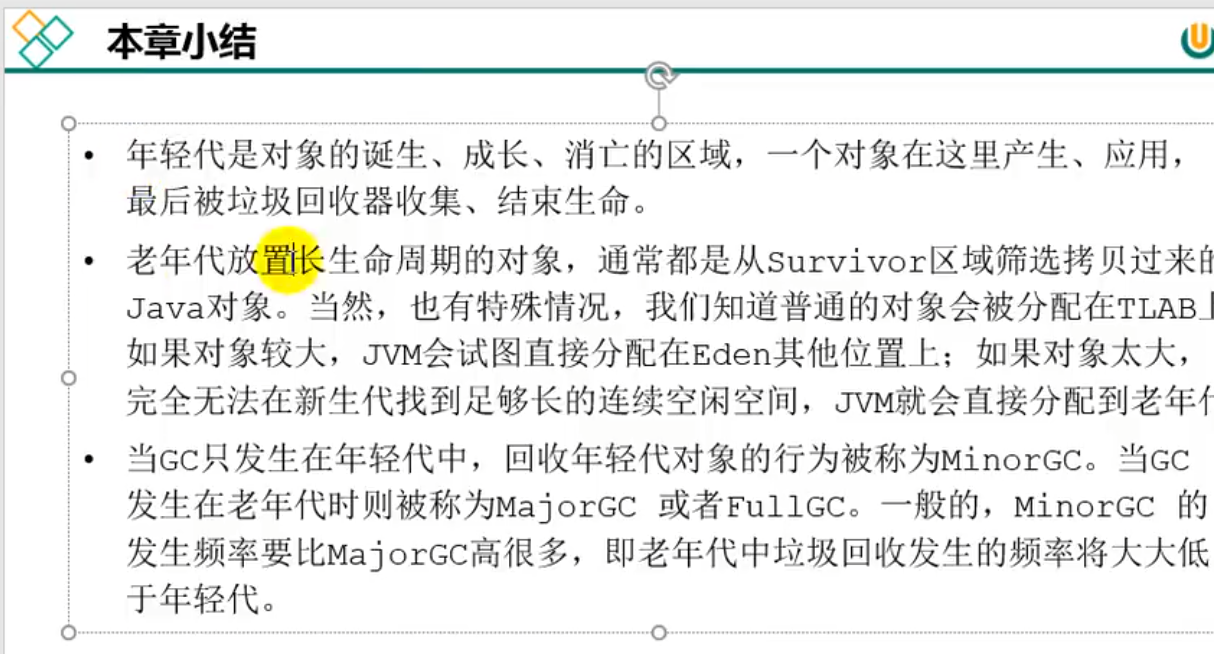 本章小结
• 年轻代是对象的诞生、成长、消亡的区域，一个对象在这里产生、应用，
最后被垃圾回收器收集、结束生命。
• 老年代放置长生命周期的对象，通常都是从Survivor区域筛选拷贝过来的
Java对象。当然，也有特殊情况，我们知道普通的对象会被分配在TLAB上
如果对象较大，JVM会试图直接分配在Eden其他位置上；如果对象太大，
完全无法在新生代找到足够长的连续空闲空间，JVM就会直接分配到老年代
• 当GC只发生在年轻代中，回收年轻代对象的行为被称为MinorGC。当GC
发生在老年代时则被称为MajorGC 或者FullGC。一般的，MinorGC 的
发生频率要比MajorGC高很多，即老年代中垃圾回收发生的频率将大大低
于年轻代。